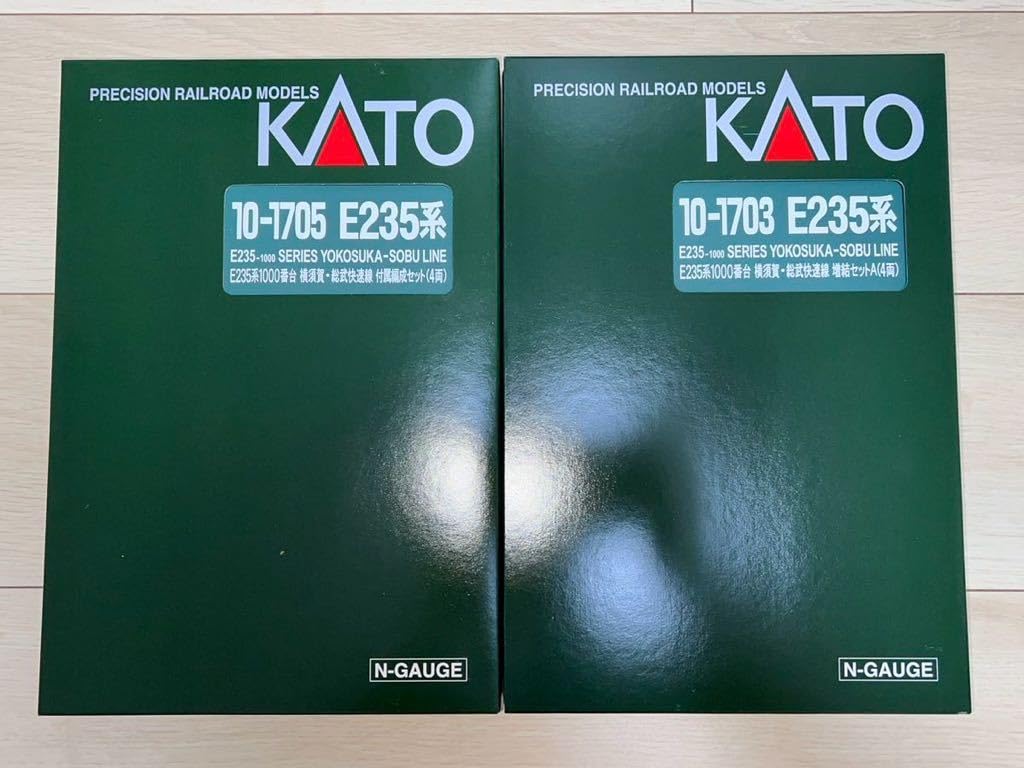 PRECISION RAILROAD MODELS
KATO
10-1705 E235系
E235-1000 SERIES YOKOSUKA-SOBU LINE
E235系1000番台 横須賀・総武快速線 付属編成セット(4両)
N-GAUGE
PRECISION RAILROAD MODELS
KATO
10-1703 E235系
E235-1000 SERIES YOKOSUKA-SOBU LINE
E235系1000番台 横須賀・総武快速線 増結セットA(4両)
N-GAUGE